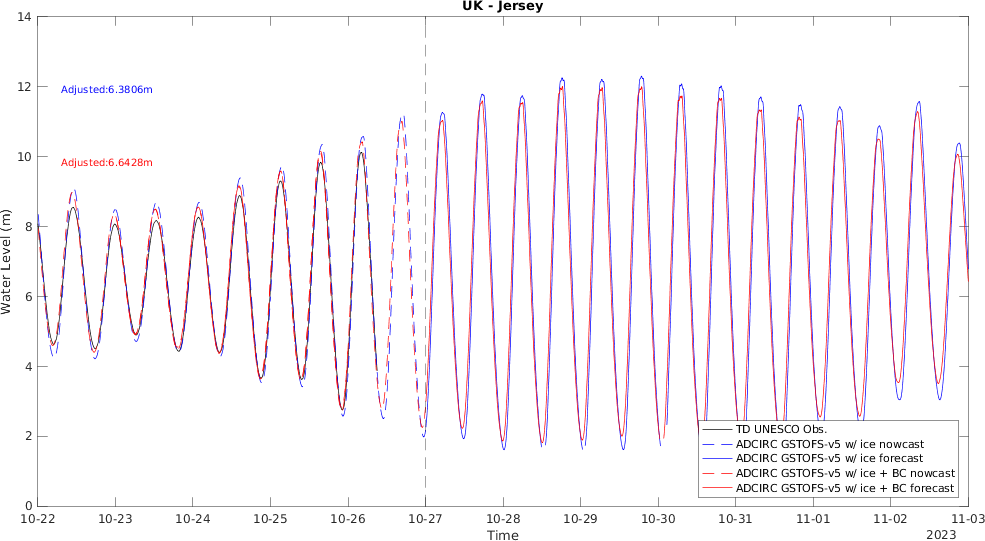 UK - Jersey
Water Level (m)
14
12
10
8
6
4
2
0
Adjusted:6.3806m
Adjusted:6.6428m
TD UNESCO Obs.
ADCIRC GSTOFS-v5 w/ ice nowcast
ADCIRC GSTOFS-v5 w/ ice forecast
ADCIRC GSTOFS-v5 w/ ice + BC nowcast
ADCIRC GSTOFS-v5 w/ ice + BC forecast
10-22 10-23 10-24 10-25 10-26 10-27 10-28 10-29 10-30 10-31 11-01 11-02 11-03
Time
2023